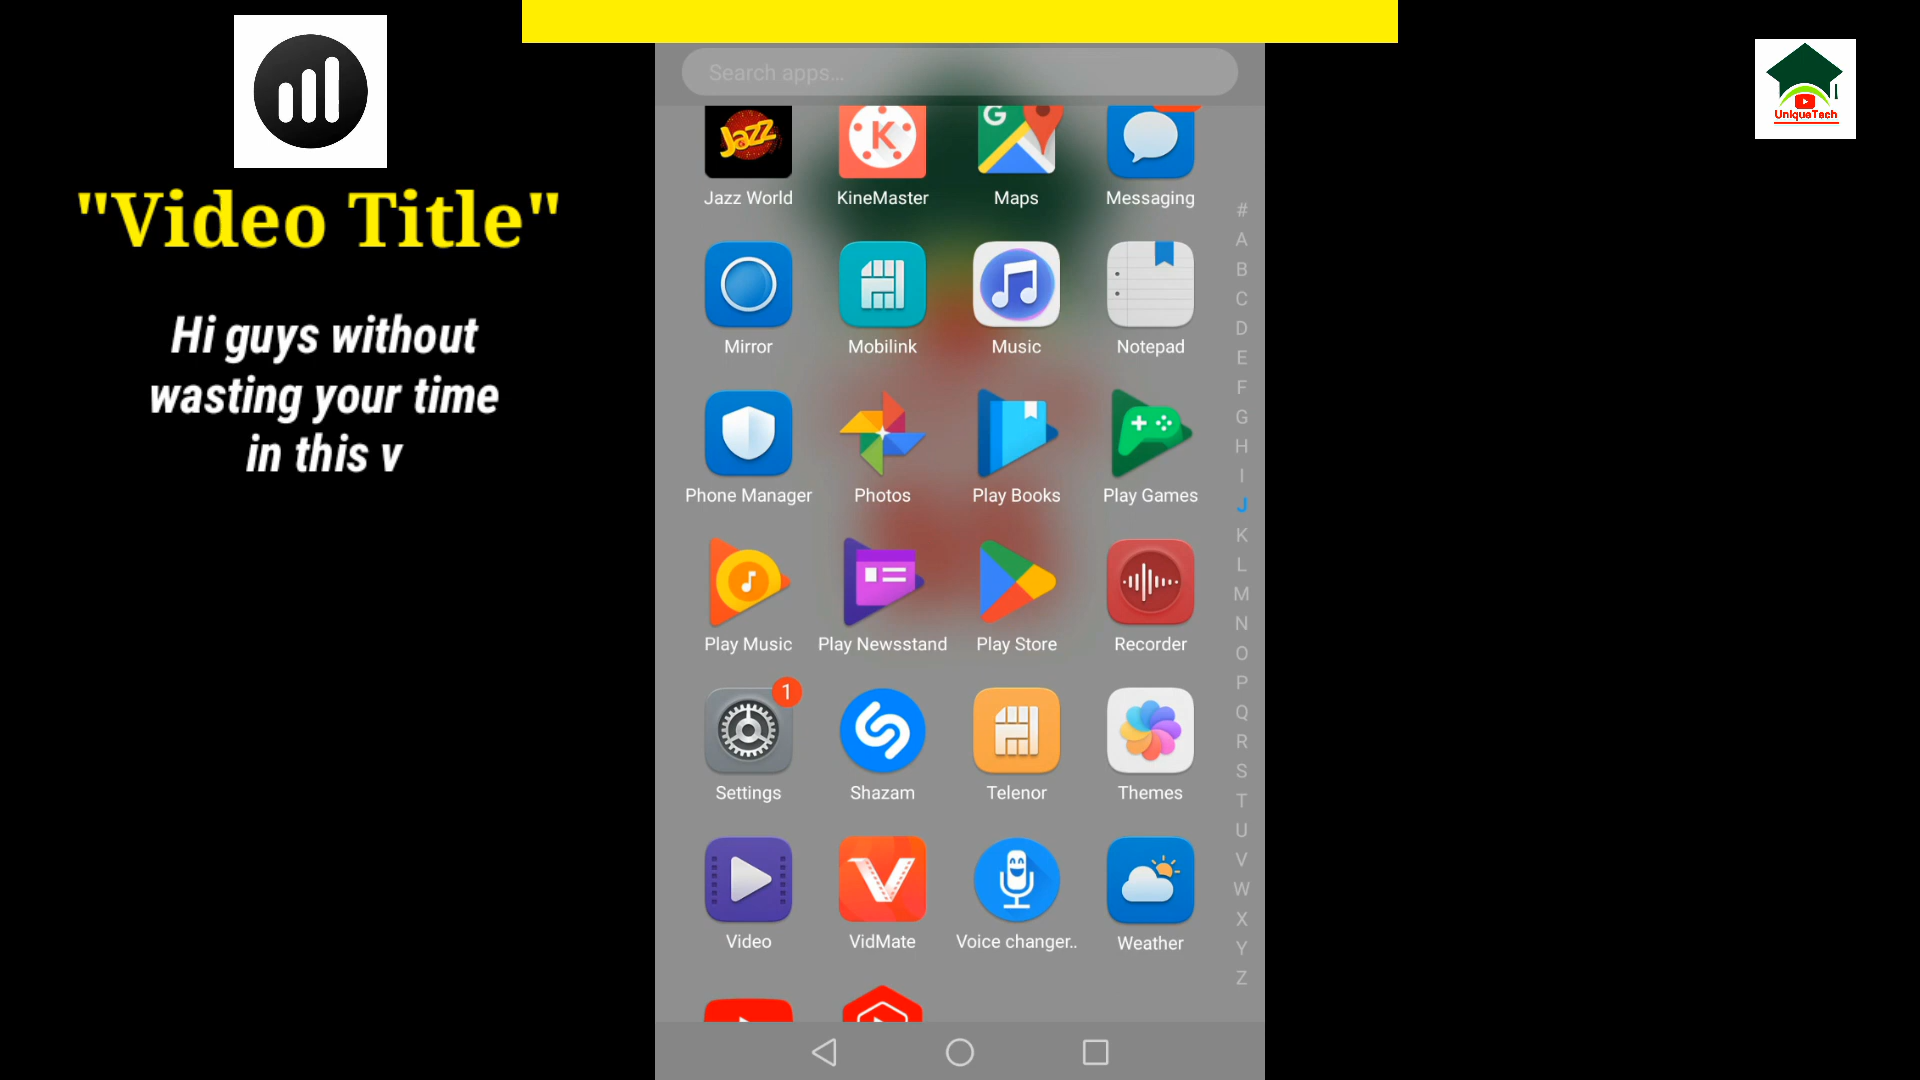 "Video Title"
Hi guys without
wasting your time
in this v
UniqueTech
Search apps...
Jazz
K
G
Jazz World
KineMaster
Maps
Messaging
Mirror
Mobilink
Music
Notepad
Phone Manager
Photos
Play Books
Play Games
Play Music
Play Newsstand
Play Store
Recorder
1
Settings
Shazam
Telenor
Themes
Video
VidMate
Voice changer..
Weather
#
A
B
C
D
E
F
G
H
I
J
K
L
M
N
O
P
Q
R
S
T
U
V
W
X
Y
Z